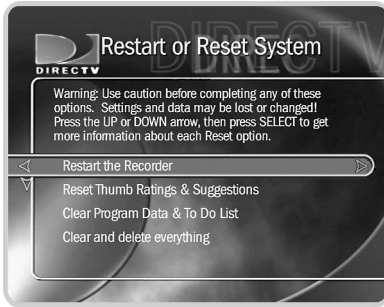 DIRECTV
Restart or Reset System
DIRECTV
Warning: Use caution before completing any of these
options. Settings and data may be lost or changed!
Press the UP or DOWN arrow, then press SELECT to get
more information about each Reset option.
Restart the Recorder
Reset Thumb Ratings & Suggestions
Clear Program Data & To Do List
Clear and delete everything